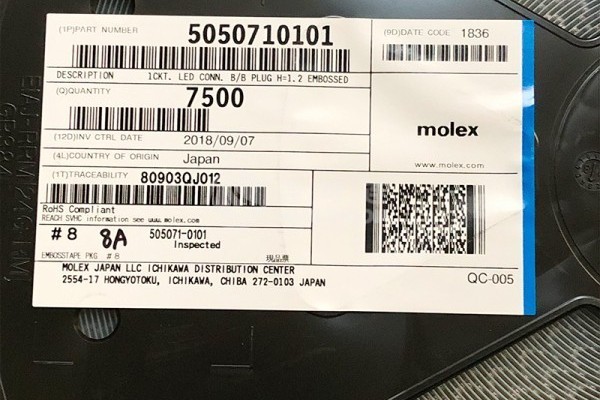 (1P)PART NUMBER 5050710101
(9D)DATE CODE 1836
DESCRIPTION 1CKT. LED CONN. B/B PLUG H=1.2 EMBOSSED
(Q)QUANTITY 7500
molex
(12D)INV CTRL DATE 2018/09/07
(4L)COUNTRY OF ORIGIN Japan
www.molex.com
(1T)TRACEABILITY 80903QJ012
RoHS Compliant
REACH SVHC information see www.molex.com
#8 8A 505071-0101
Inspected
EMBOSSTAPE PKG #8 現品票
MOLEX JAPAN LLC ICHIKAWA DISTRIBUTION CENTER
2554-17 HONGYOTOKU, ICHIKAWA, CHIBA 272-0103 JAPAN
QC-005